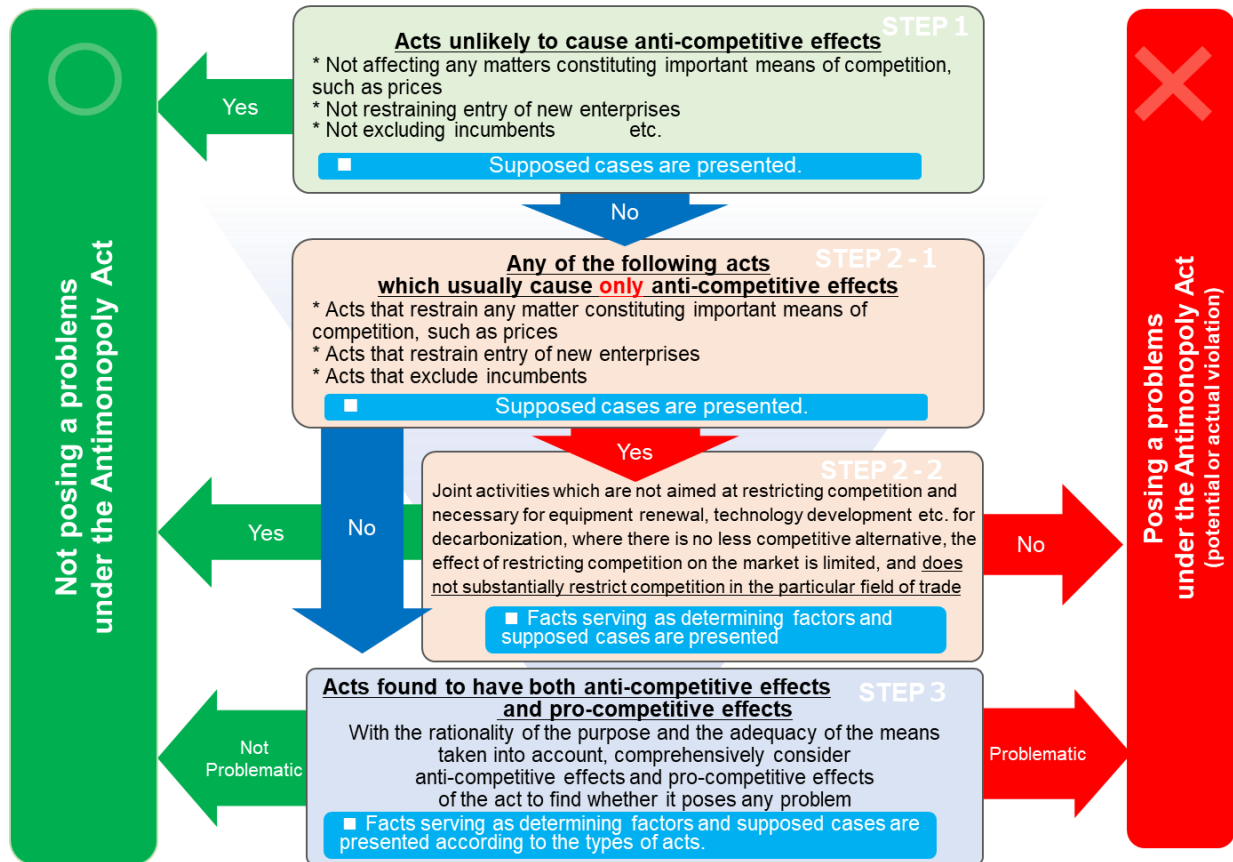 Not posing a problems
under the Antimonopoly Act
STEP 1
Acts unlikely to cause anti-competitive effects
* Not affecting any matters constituting important means of competition,
such as prices
* Not restraining entry of new enterprises
* Not excluding incumbents etc.
■ Supposed cases are presented.
Yes
No
STEP 2-1
Any of the following acts
which usually cause only anti-competitive effects
* Acts that restrain any matter constituting important means of
competition, such as prices
* Acts that restrain entry of new enterprises
* Acts that exclude incumbents
■ Supposed cases are presented.
Yes
No
STEP 2-2
Joint activities which are not aimed at restricting competition and
necessary for equipment renewal, technology development etc. for
decarbonization, where there is no less competitive alternative, the
effect of restricting competition on the market is limited, and does
not substantially restrict competition in the particular field of trade
■ Facts serving as determining factors and
supposed cases are presented
Yes
No
STEP 3
Acts found to have both anti-competitive effects
and pro-competitive effects
With the rationality of the purpose and the adequacy of the means
taken into account, comprehensively consider
anti-competitive effects and pro-competitive effects
of the act to find whether it poses any problem
■ Facts serving as determining factors and supposed cases are
presented according to the types of acts.
Not
Problematic
Problematic
Posing a problems
under the Antimonopoly Act
(potential or actual violation)